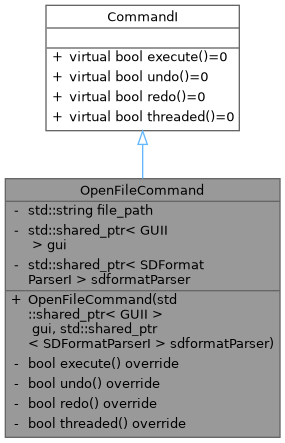 CommandI
+ virtual bool execute()=0
+ virtual bool undo()=0
+ virtual bool redo()=0
+ virtual bool threaded()=0
OpenFileCommand
- std::string file_path
- std::shared_ptr< GUII
> gui
- std::shared_ptr< SDFormat
ParserI > sdformatParser
+ OpenFileCommand(std
::shared_ptr< GUII >
gui, std::shared_ptr
< SDFormatParserI > sdformatParser)
- bool execute() override
- bool undo() override
- bool redo() override
- bool threaded() override